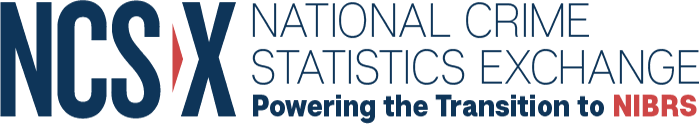 NCS-X
NATIONAL CRIME
STATISTICS EXCHANGE
Powering the Transition to NIBRS